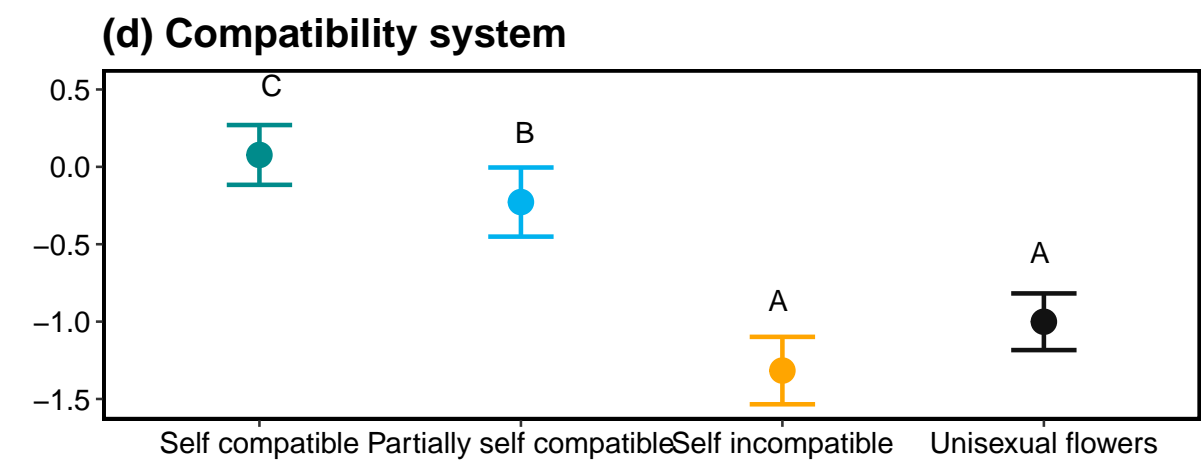 (d) Compatibility system
0.5
C
B
0.0
−0.5
A
A
−1.0
−1.5
Self compatible Partially self compatible Self incompatible Unisexual flowers